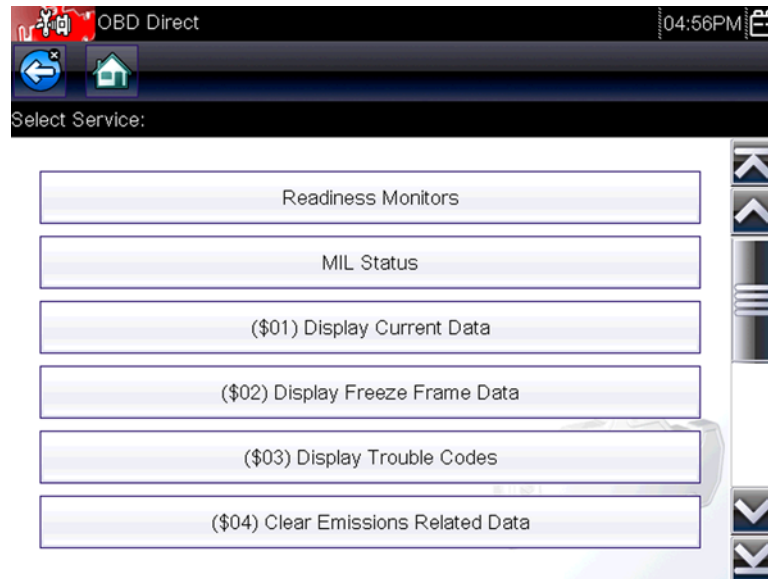 OBD Direct
04:56PM
Select Service:
Readiness Monitors
MIL Status
($01) Display Current Data
($02) Display Freeze Frame Data
($03) Display Trouble Codes
($04) Clear Emissions Related Data